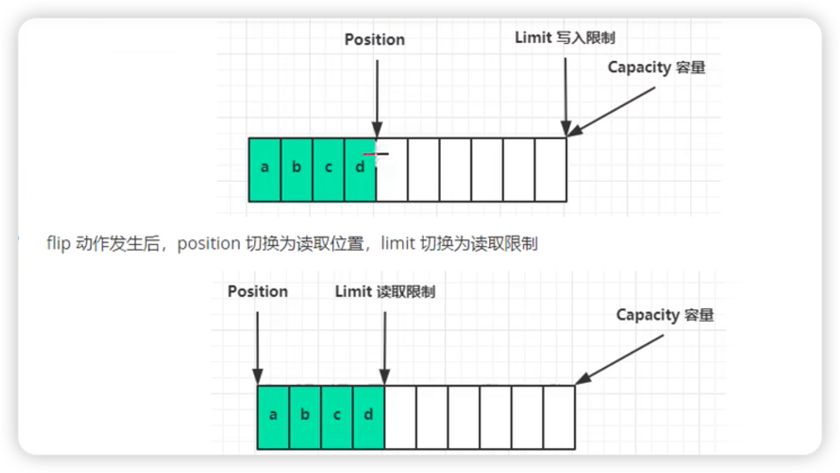 Position
Limit 写入限制
Capacity 容量
a b c d
flip 动作发生后，position 切换为读取位置，limit 切换为读取限制
Position
Limit 读取限制
Capacity 容量
a b c d